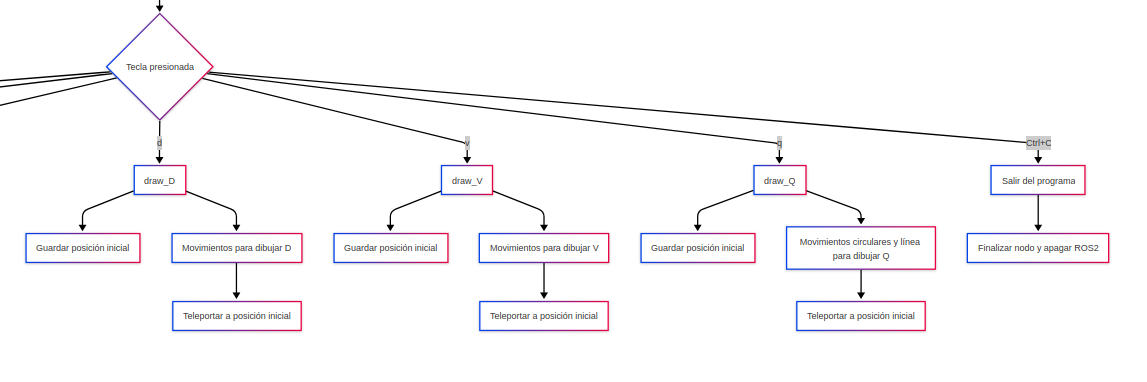 Tecla presionada
d
v
q
Ctrl+C
draw_D
draw_V
draw_Q
Salir del programa
Guardar posición inicial
Movimientos para dibujar D
Guardar posición inicial
Movimientos para dibujar V
Guardar posición inicial
Movimientos circulares y línea
para dibujar Q
Finalizar nodo y apagar ROS2
Teleportar a posición inicial
Teleportar a posición inicial
Teleportar a posición inicial